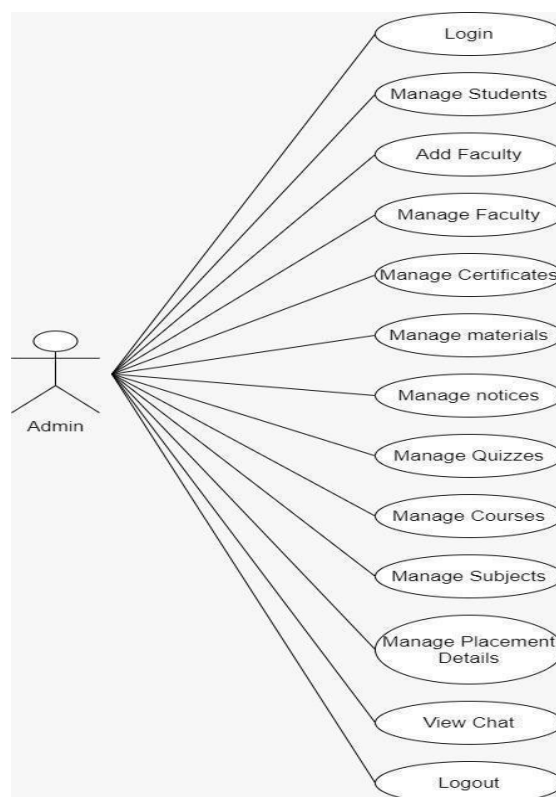 Login
Manage Students
Add Faculty
Manage Faculty
Manage Certificates
Manage materials
Admin
Manage notices
Manage Quizzes
Manage Courses
Manage Subjects
Manage Placement
Details
View Chat
Logout